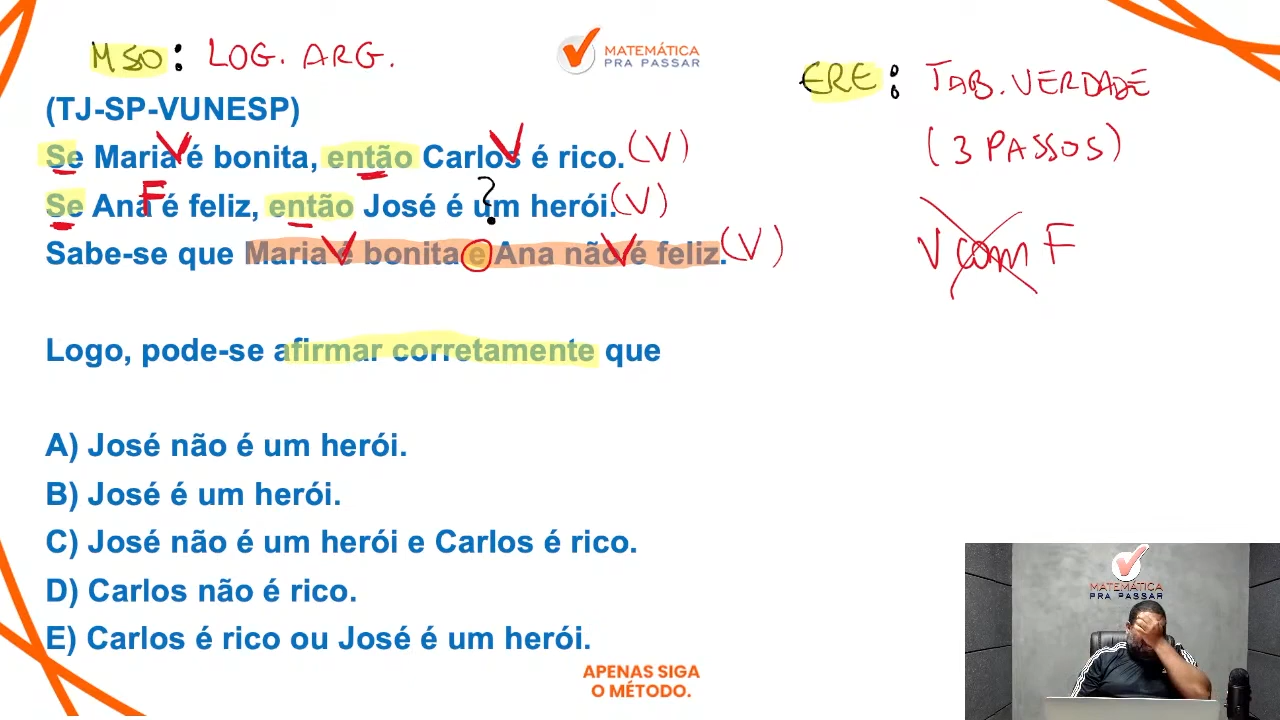 MSO: LOG. ARG.
MATEMÁTICA
PRA PASSAR
ERE: TAB. VERDADE
(3 PASSOS)
(TJ-SP-VUNESP)
V V
Se Maria é bonita, então Carlos é rico. (V)
F ?
Se Ana é feliz, então José é um herói. (V)
V V
Sabe-se que Maria é bonita e Ana não é feliz. (V)
V com F
Logo, pode-se afirmar corretamente que
A) José não é um herói.
B) José é um herói.
C) José não é um herói e Carlos é rico.
D) Carlos não é rico.
E) Carlos é rico ou José é um herói.
MATEMÁTICA
PRA PASSAR
APENAS SIGA
O MÉTODO.